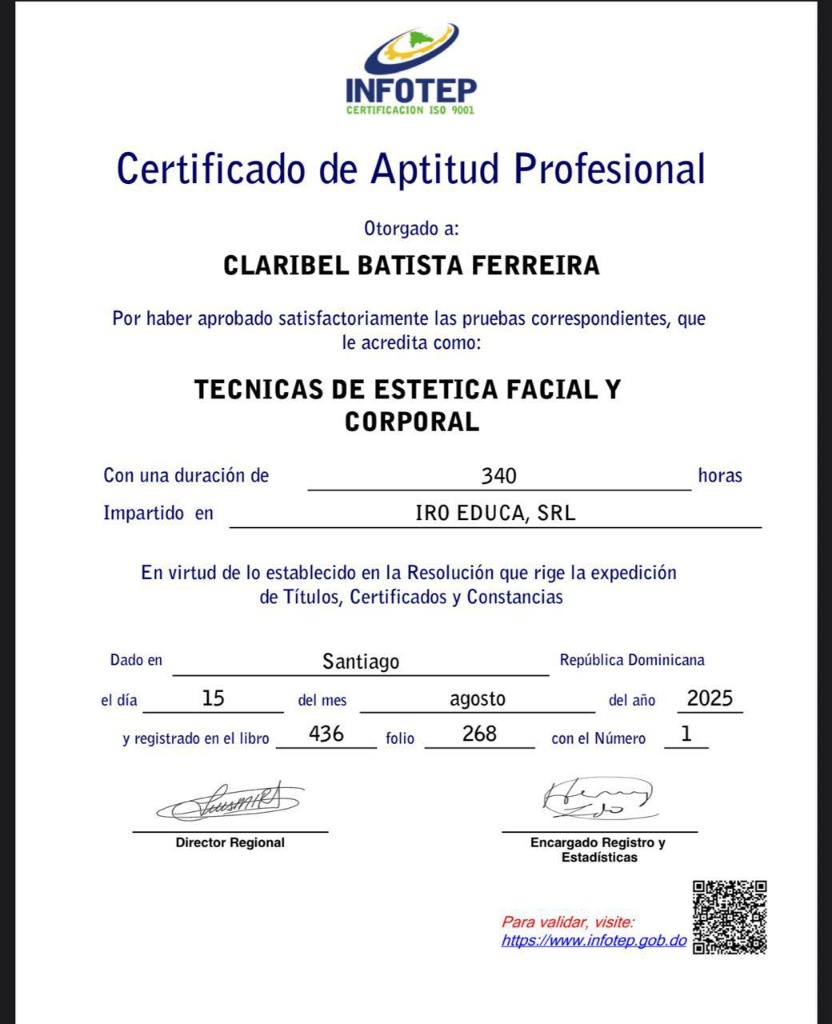 INFOTEP
CERTIFICACIÓN ISO 9001
Certificado de Aptitud Profesional
Otorgado a:
CLARIBEL BATISTA FERREIRA
Por haber aprobado satisfactoriamente las pruebas correspondientes, que
le acredita como:
TECNICAS DE ESTETICA FACIAL Y
CORPORAL
Con una duración de 340 horas
Impartido en IRO EDUCA, SRL
En virtud de lo establecido en la Resolución que rige la expedición
de Títulos, Certificados y Constancias
Dado en Santiago República Dominicana
el día 15 del mes agosto del año 2025
y registrado en el libro 436 folio 268 con el Número 1
Director Regional
Encargado Registro y
Estadísticas
Para validar, visite:
https://www.infotep.gob.do